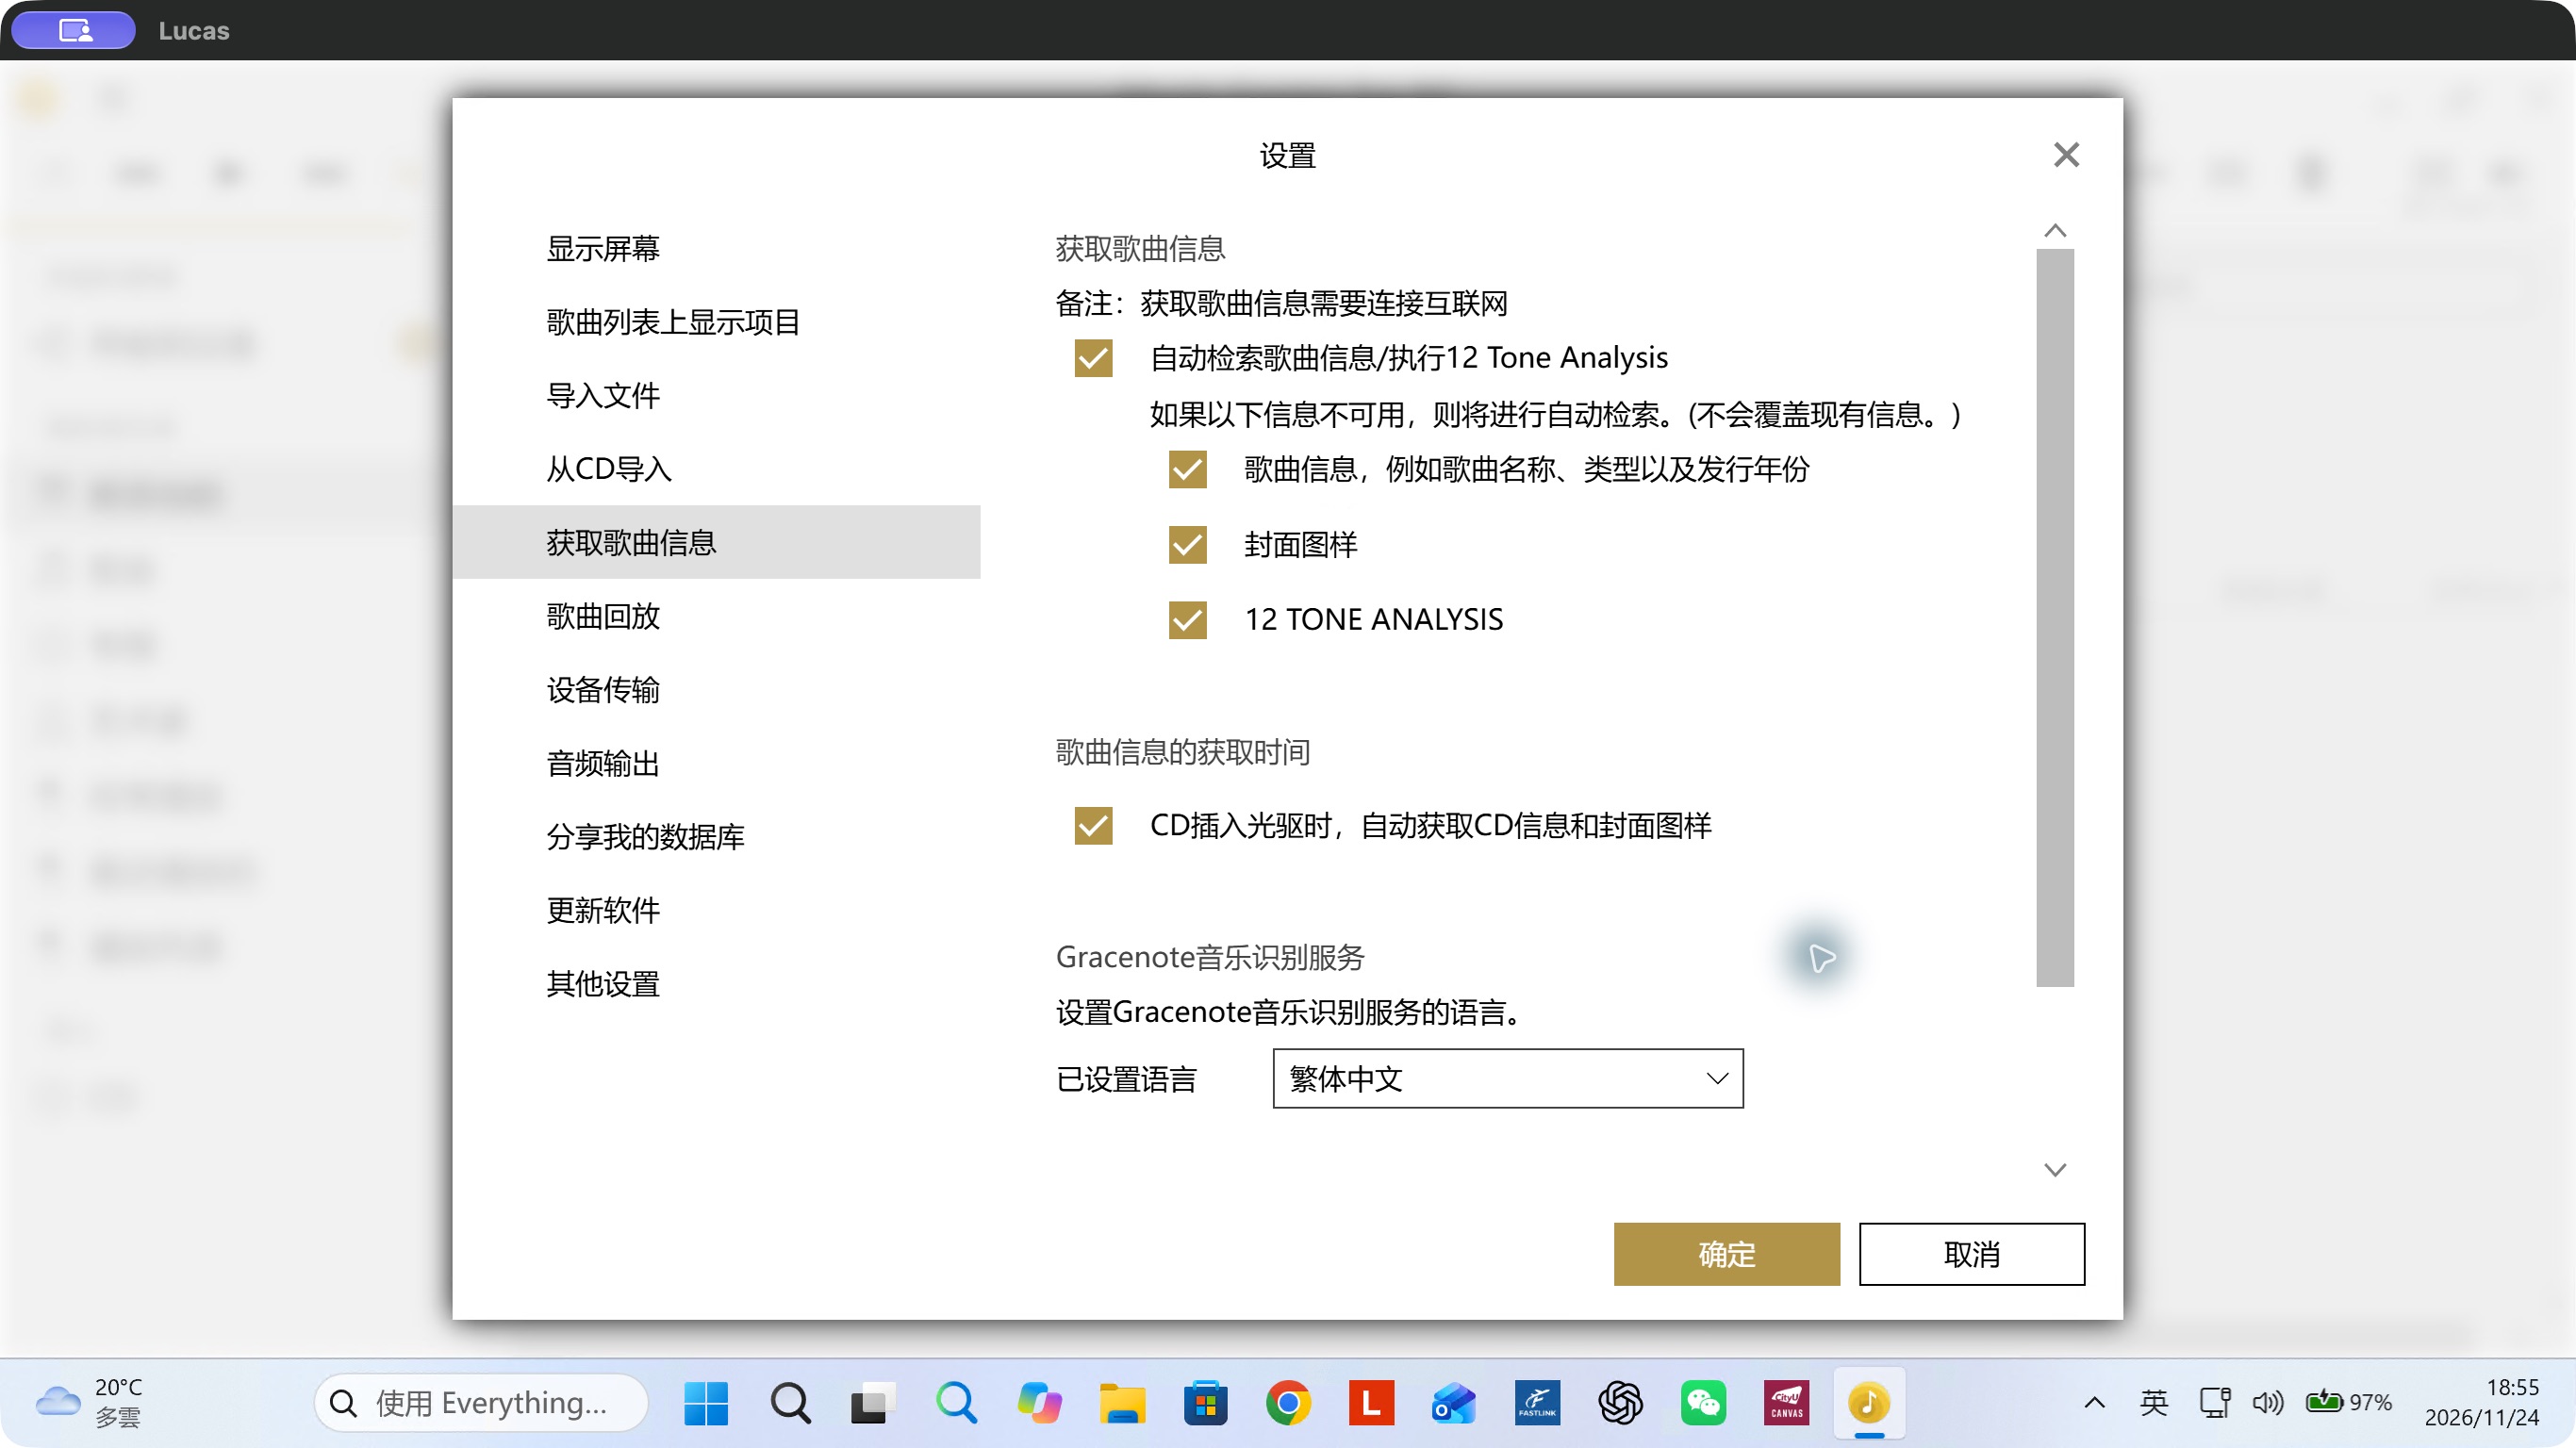 Lucas
设置
显示屏幕
歌曲列表上显示项目
导入文件
从CD导入
获取歌曲信息
歌曲回放
设备传输
音频输出
分享我的数据库
更新软件
其他设置
获取歌曲信息
备注：获取歌曲信息需要连接互联网
自动检索歌曲信息/执行12 Tone Analysis
如果以下信息不可用，则将进行自动检索。(不会覆盖现有信息。)
歌曲信息，例如歌曲名称、类型以及发行年份
封面图样
12 TONE ANALYSIS
歌曲信息的获取时间
CD插入光驱时，自动获取CD信息和封面图样
Gracenote音乐识别服务
设置Gracenote音乐识别服务的语言。
已设置语言 繁体中文
确定 取消
20°C
多雲
使用 Everything...
L
FASTLINK
CityU
CANVAS
英
97%
18:55
2026/11/24